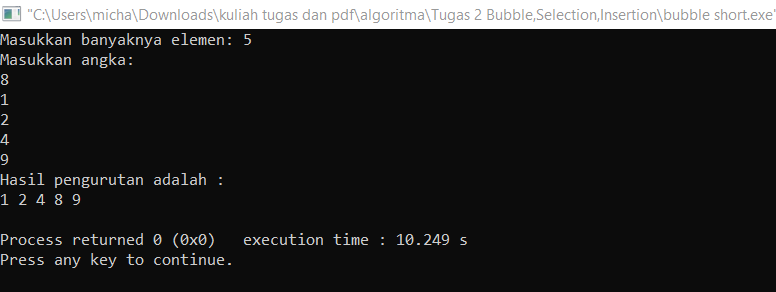 "C:\Users\micha\Downloads\kuliah tugas dan pdf\algoritma\Tugas 2 Bubble,Selection,Insertion\bubble short.exe"
Masukkan banyaknya elemen: 5
Masukkan angka:
8
1
2
4
9
Hasil pengurutan adalah :
1 2 4 8 9
Process returned 0 (0x0)   execution time : 10.249 s
Press any key to continue.